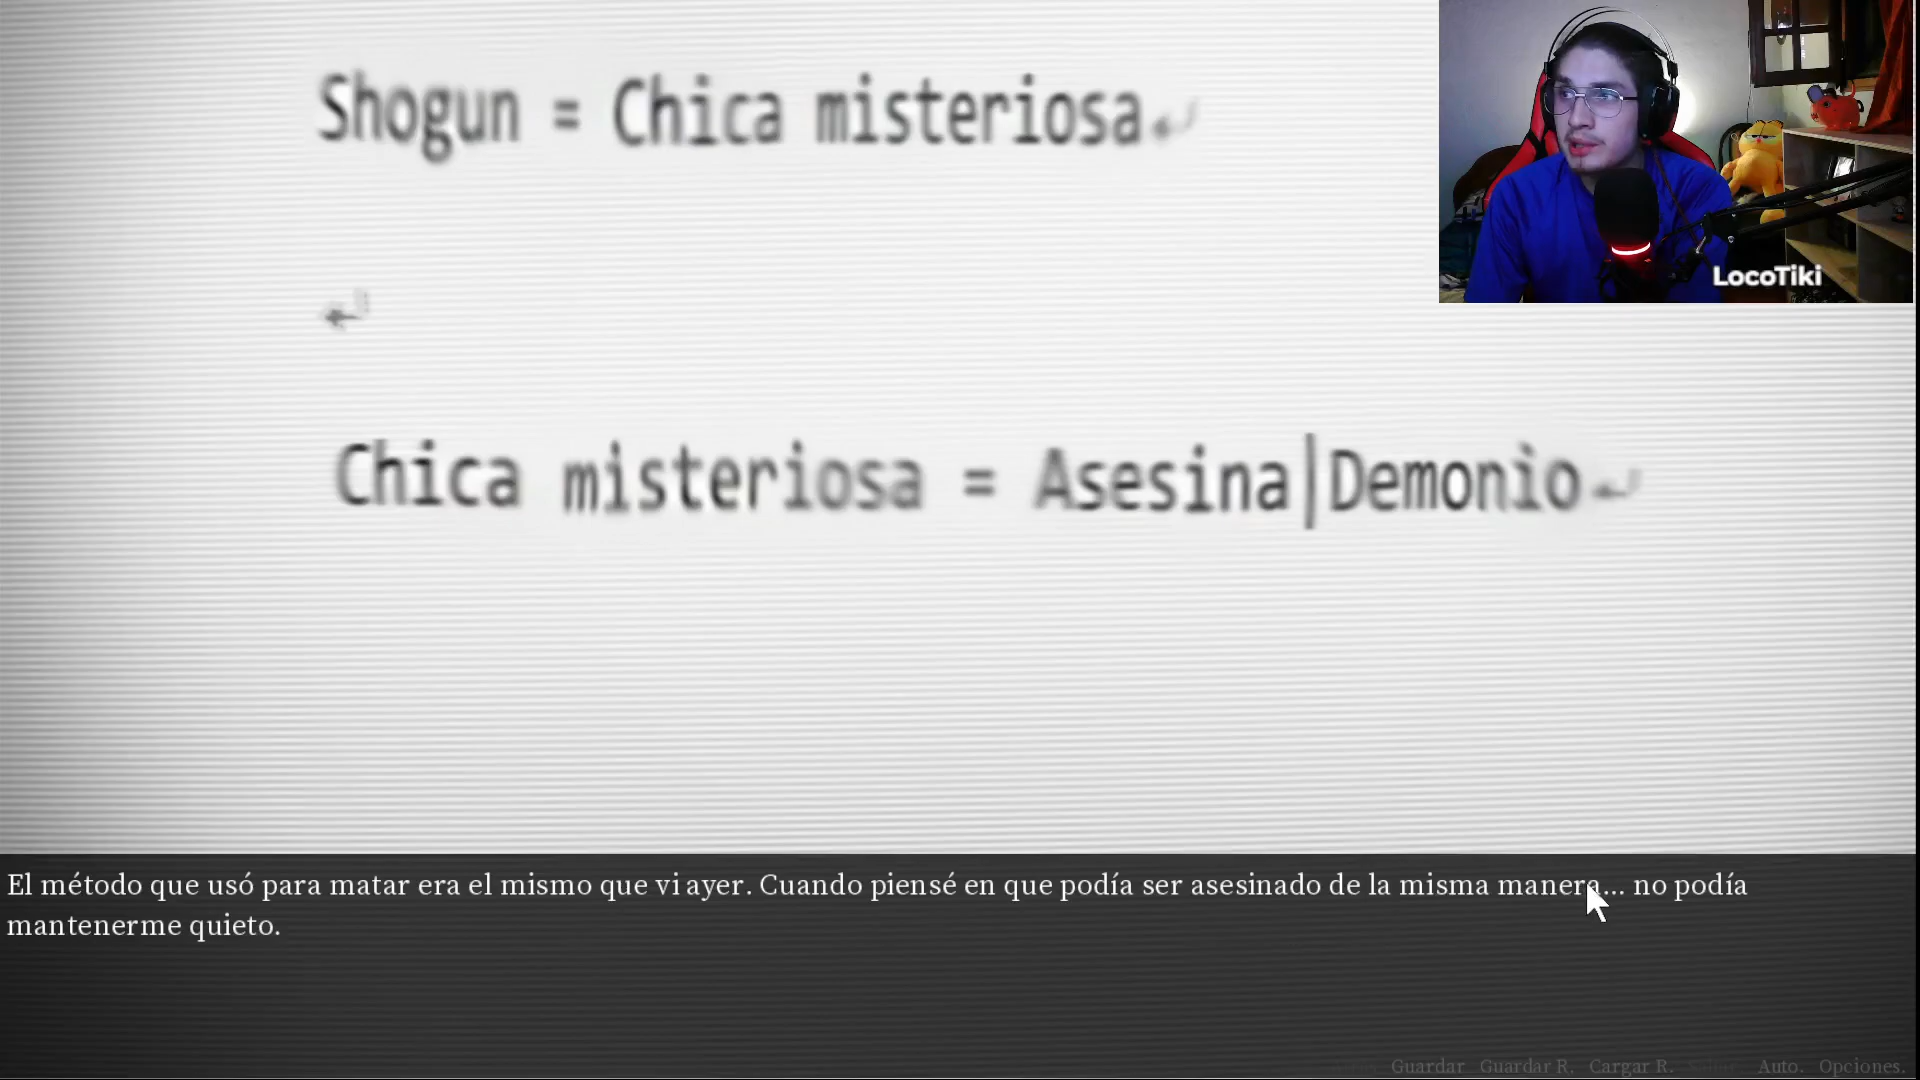 Shogun = Chica misteriosa↵
↵
Chica misteriosa = Asesina|Demonio↵
LocoTiki
El método que usó para matar era el mismo que vi ayer. Cuando piensé en que podía ser asesinado de la misma manera... no podía
mantenerme quieto.
Guardar Guardar R. Cargar R. Auto. Opciones.